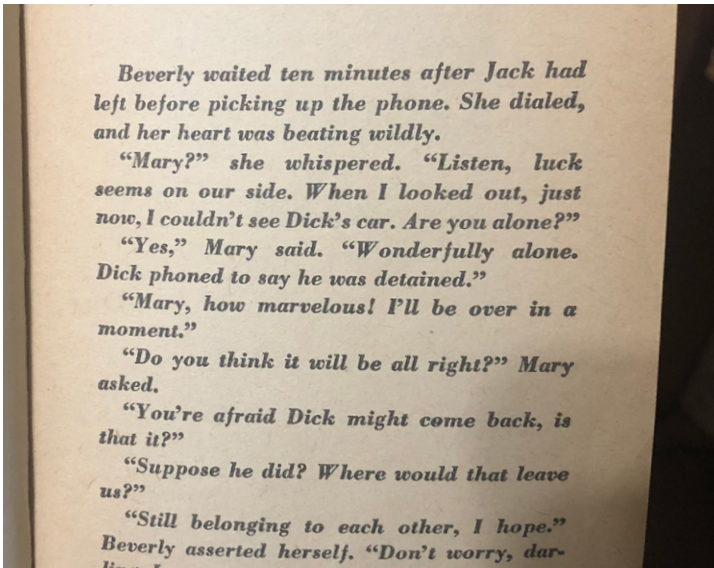 Beverly waited ten minutes after Jack had
left before picking up the phone. She dialed,
and her heart was beating wildly.
“Mary?” she whispered. “Listen, luck
seems on our side. When I looked out, just
now, I couldn’t see Dick’s car. Are you alone?”
“Yes,” Mary said. “Wonderfully alone.
Dick phoned to say he was detained.”
“Mary, how marvelous! I’ll be over in a
moment.”
“Do you think it will be all right?” Mary
asked.
“You’re afraid Dick might come back, is
that it?”
“Suppose he did? Where would that leave
us?”
“Still belonging to each other, I hope.”
Beverly asserted herself. “Don’t worry, dar-